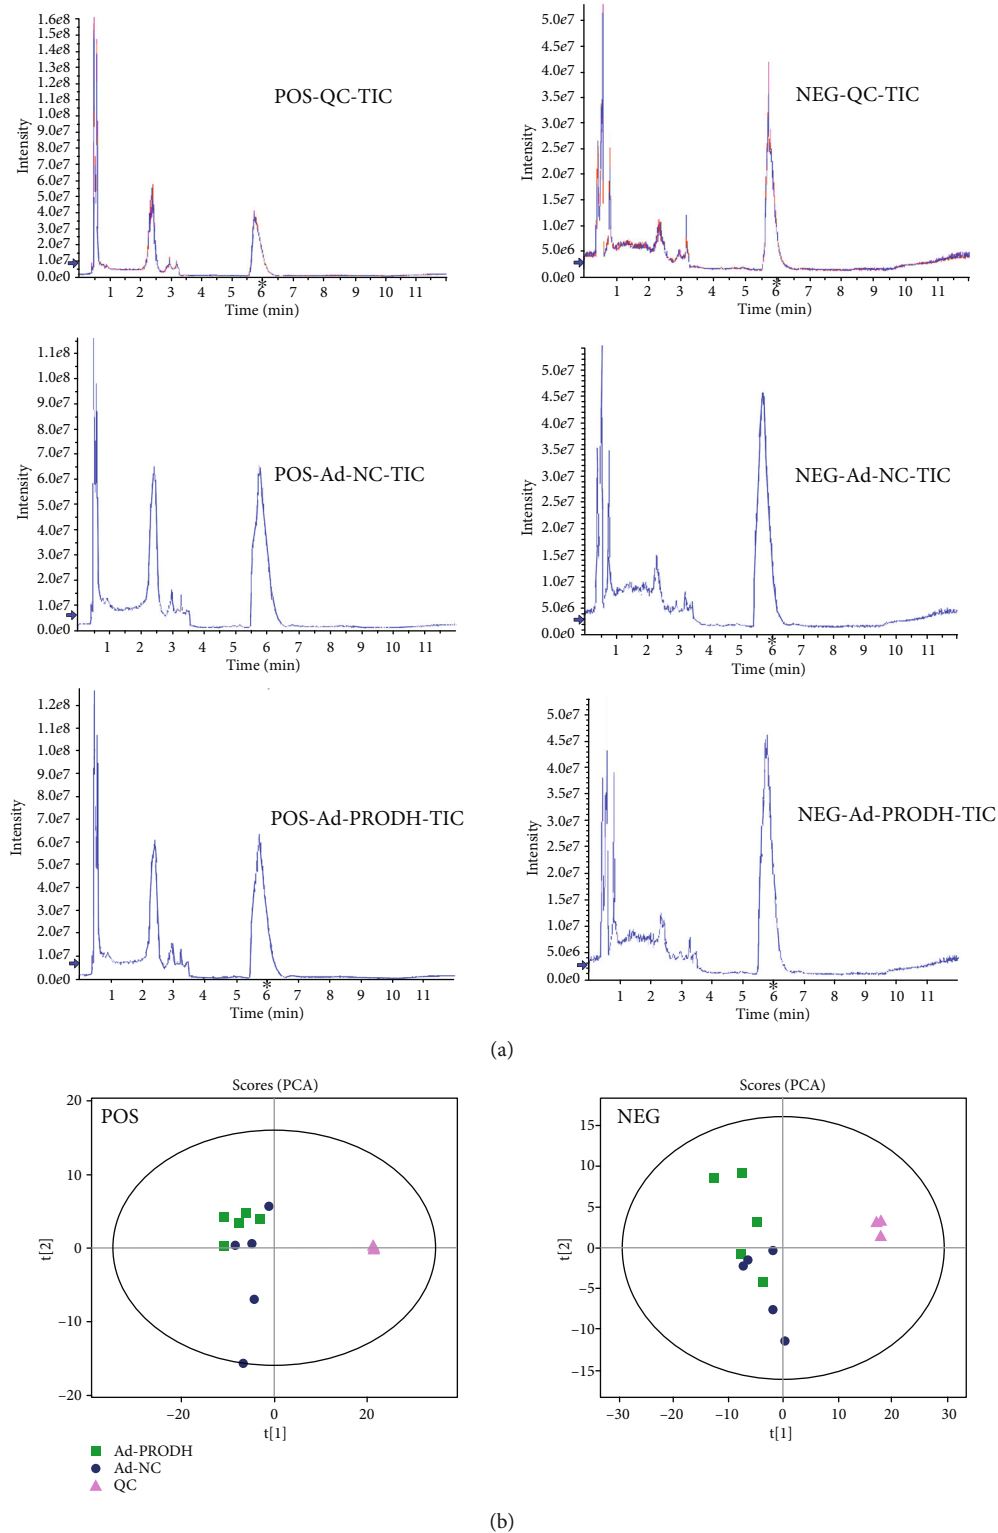 1.6e8
1.5e8
1.4e8
1.3e8
1.2e8
1.1e8
1.0e8
9.0e7
8.0e7
7.0e7
6.0e7
5.0e7
4.0e7
3.0e7
2.0e7
1.0e7
0.0e0
Intensity
POS-QC-TIC
1 2 3 4 5 6 7 8 9 10 11
*
Time (min)
5.0e7
4.5e7
4.0e7
3.5e7
3.0e7
2.5e7
2.0e7
1.5e7
1.0e7
5.0e6
0.0e0
Intensity
NEG-QC-TIC
1 2 3 4 5 6 7 8 9 10 11
*
Time (min)
1.1e8
1.0e8
9.0e7
8.0e7
7.0e7
6.0e7
5.0e7
4.0e7
3.0e7
2.0e7
1.0e7
0.0e0
Intensity
POS-Ad-NC-TIC
1 2 3 4 5 6 7 8 9 10 11
Time (min)
5.0e7
4.5e7
4.0e7
3.5e7
3.0e7
2.5e7
2.0e7
1.5e7
1.0e7
5.0e6
0.0e0
Intensity
NEG-Ad-NC-TIC
1 2 3 4 5 6 7 8 9 10 11
*
Time (min)
1.2e8
1.1e8
1.0e8
9.0e7
8.0e7
7.0e7
6.0e7
5.0e7
4.0e7
3.0e7
2.0e7
1.0e7
0.0e0
Intensity
POS-Ad-PRODH-TIC
1 2 3 4 5 6 7 8 9 10 11
*
Time (min)
5.0e7
4.5e7
4.0e7
3.5e7
3.0e7
2.5e7
2.0e7
1.5e7
1.0e7
5.0e6
0.0e0
Intensity
NEG-Ad-PRODH-TIC
1 2 3 4 5 6 7 8 9 10 11
*
Time (min)
(a)
Scores (PCA)
POS
20
10
0
−10
−20
t[2]
−20 0 20
t[1]
Scores (PCA)
NEG
15
10
5
0
−5
−10
−15
t[2]
−30 −20 −10 0 10 20 30
t[1]
Ad-PRODH
Ad-NC
QC
(b)